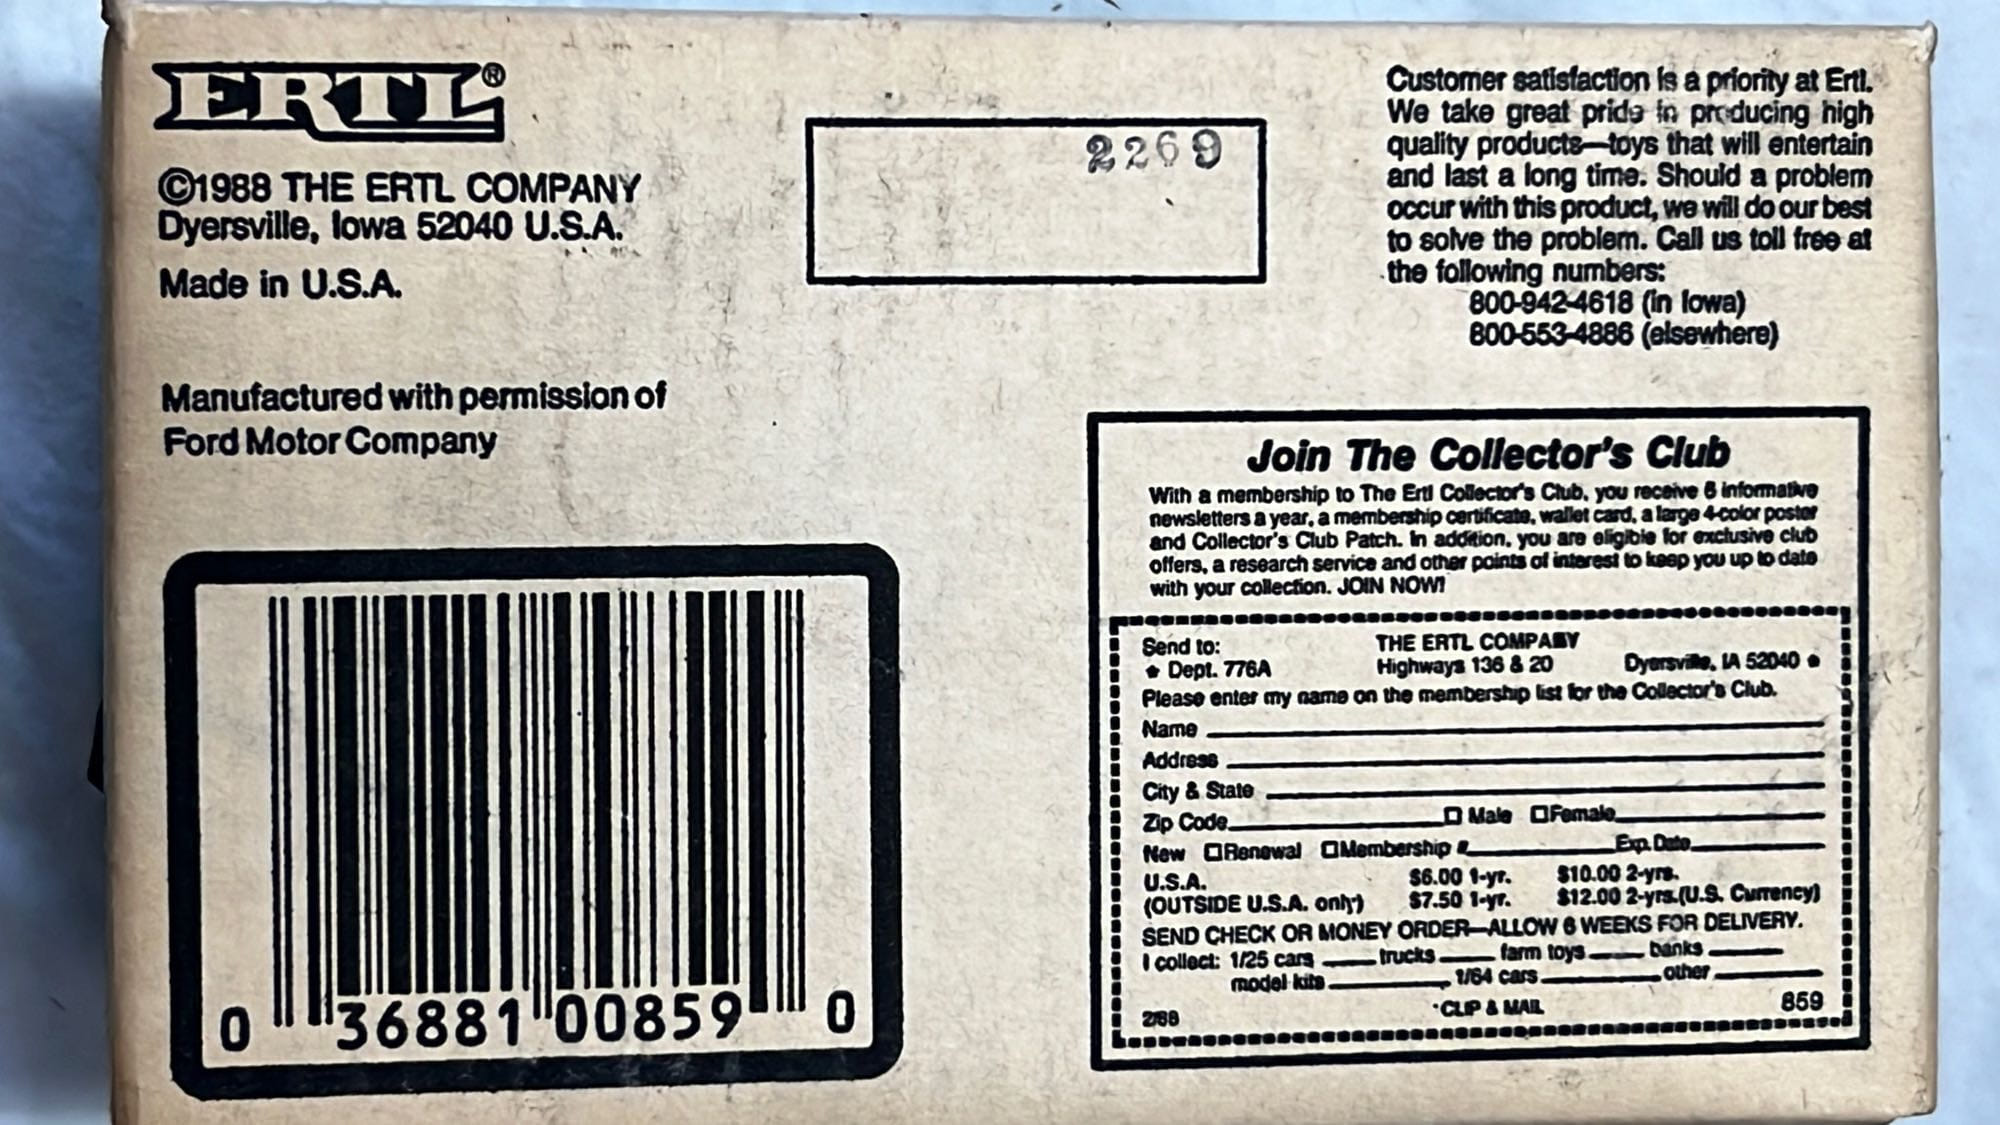 ERTL®
©1988 THE ERTL COMPANY
Dyersville, Iowa 52040 U.S.A.
Made in U.S.A.
Manufactured with permission of
Ford Motor Company
2269
Customer satisfaction is a priority at Ertl.
We take great pride in producing high
quality products—toys that will entertain
and last a long time. Should a problem
occur with this product, we will do our best
to solve the problem. Call us toll free at
the following numbers:
800-942-4618 (in Iowa)
800-553-4886 (elsewhere)
0 36881 00859 0
Join The Collector's Club
With a membership to The Ertl Collector's Club, you receive 6 informative
newsletters a year, a membership certificate, wallet card, a large 4-color poster
and Collector's Club Patch. In addition, you are eligible for exclusive club
offers, a research service and other points of interest to keep you up to date
with your collection. JOIN NOW!
Send to: THE ERTL COMPANY
★ Dept. 776A Highways 136 & 20 Dyersville, IA 52040 ★
Please enter my name on the membership list for the Collector's Club.
Name
Address
City & State
Zip Code ☐ Male ☐ Female
New ☐ Renewal ☐ Membership # Exp. Date
U.S.A. $6.00 1-yr. $10.00 2-yrs.
(OUTSIDE U.S.A. only) $7.50 1-yr. $12.00 2-yrs. (U.S. Currency)
SEND CHECK OR MONEY ORDER—ALLOW 6 WEEKS FOR DELIVERY.
I collect: 1/25 cars trucks farm toys banks
model kits 1/64 cars other
2/88 CLIP & MAIL 859